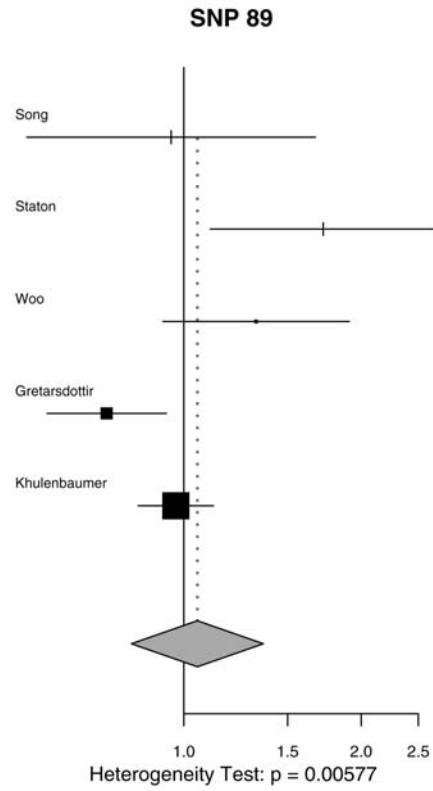 SNP 89
Song
Staton
Woo
Gretarsdottir
Khulenbaumer
1.0 1.5 2.0 2.5
Heterogeneity Test: p = 0.00577